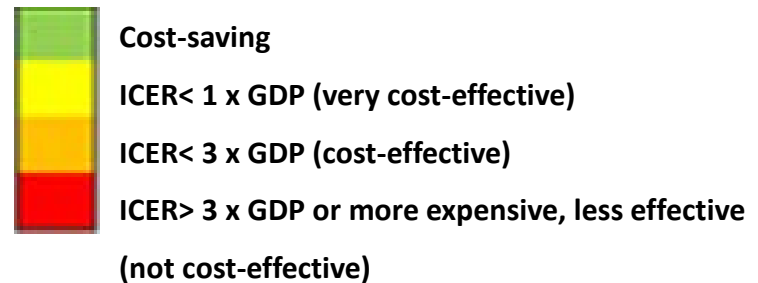 Cost-saving
ICER< 1 x GDP (very cost-effective)
ICER< 3 x GDP (cost-effective)
ICER> 3 x GDP or more expensive, less effective
(not cost-effective)